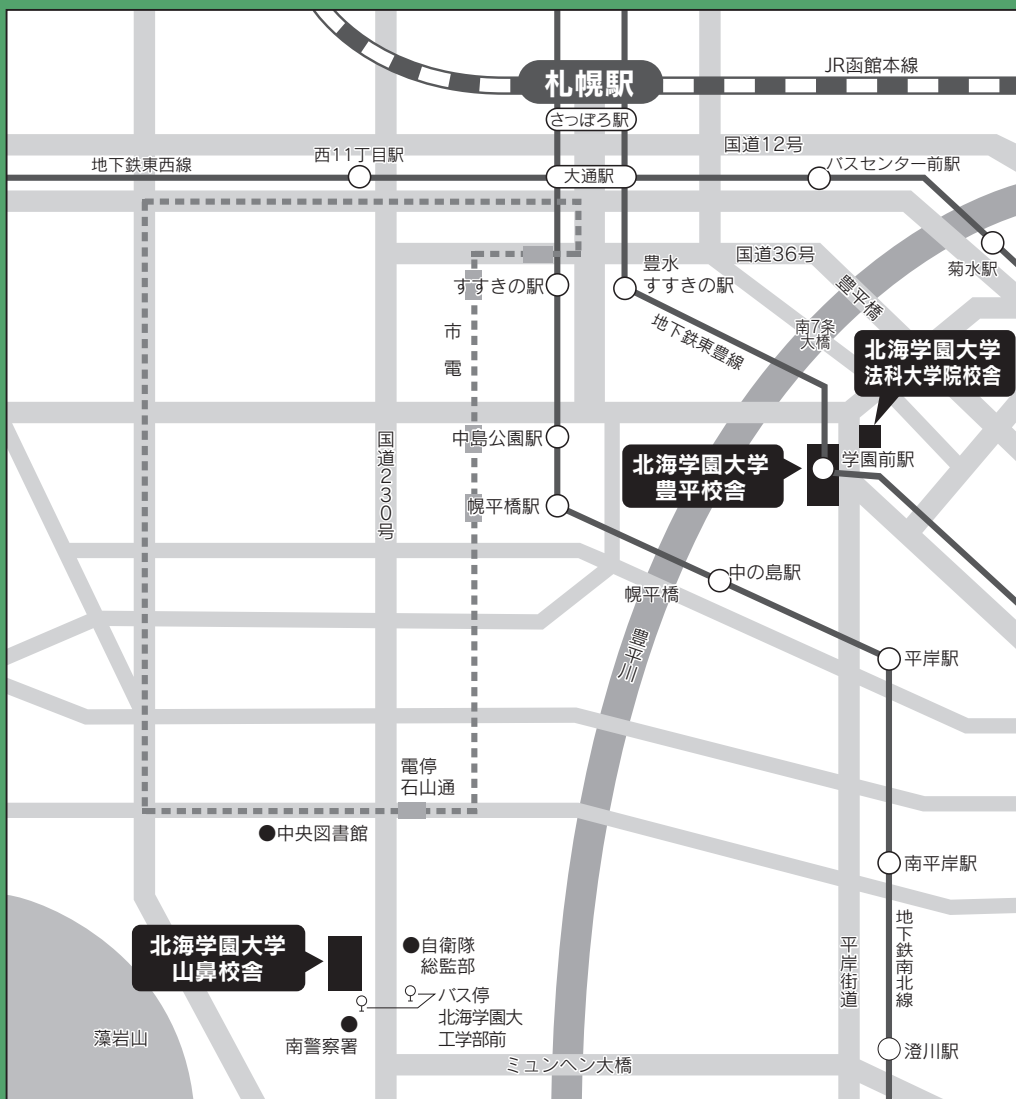 JR函館本線
札幌駅
さっぽろ駅
国道12号
西11丁目駅
地下鉄東西線
大通駅
バスセンター前駅
国道36号
菊水駅
豊水
すすきの駅
すすきの駅
豊平橋
南7条
大橋
地下鉄東豊線
市電
北海学園大学
法科大学院校舎
国道230号
中島公園駅
学園前駅
北海学園大学
豊平校舎
幌平橋駅
中の島駅
幌平橋
豊平川
平岸駅
電停
石山通
中央図書館
南平岸駅
地下鉄南北線
平岸街道
北海学園大学
山鼻校舎
自衛隊
総監部
バス停
北海学園大
工学部前
藻岩山
南警察署
澄川駅
ミュンヘン大橋